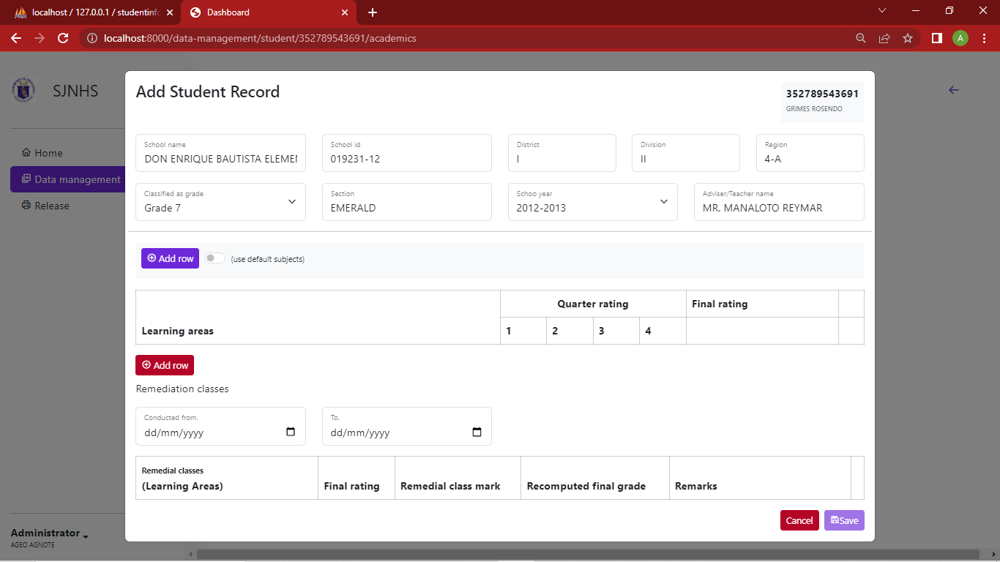 localhost / 127.0.0.1 / studentinfo
Dashboard
localhost:8000/data-management/student/352789543691/academics
A
SJNHS
Home
Data management
Release
Administrator
AGEO AGNOTE
Add Student Record
352789543691
GRIMES ROSENDO
School name
DON ENRIQUE BAUTISTA ELEMEN
School id
019231-12
District
I
Division
II
Region
4-A
Classified as grade
Grade 7
Section
EMERALD
Schoo year
2012-2013
Adviser/Teacher name
MR. MANALOTO REYMAR
Add row
(use default subjects)
Learning areas
Quarter rating
Final rating
1 2 3 4
Add row
Remediation classes
Conducted from.
dd/mm/yyyy
To.
dd/mm/yyyy
Remedial classes
(Learning Areas)
Final rating
Remedial class mark
Recomputed final grade
Remarks
Cancel
Save